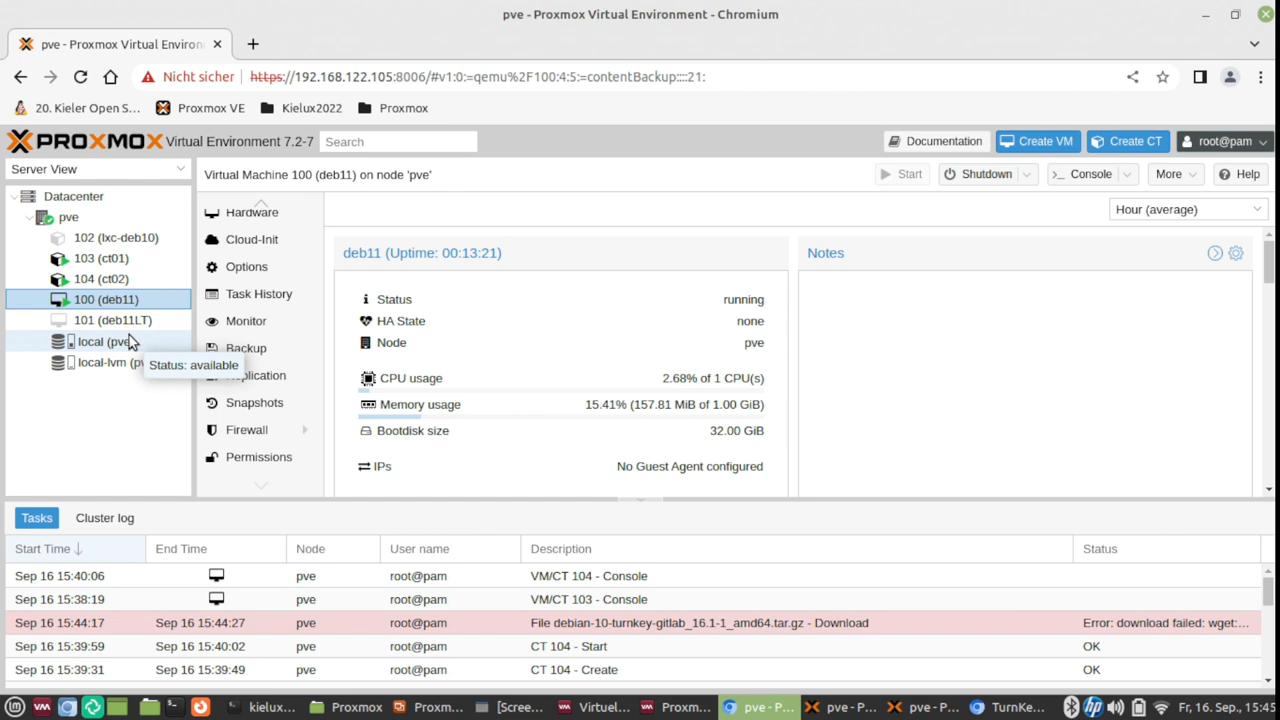 pve - Proxmox Virtual Environment - Chromium
pve - Proxmox Virtual Environ
Nicht sicher https://192.168.122.105:8006/#v1:0:=qemu%2F100:4:5:=contentBackup::::21:
20. Kieler Open S... Proxmox VE Kielux2022 Proxmox
PROXMOX Virtual Environment 7.2-7 Search Documentation Create VM Create CT root@pam
Server View
Virtual Machine 100 (deb11) on node 'pve' Start Shutdown Console More Help
Datacenter
pve
102 (lxc-deb10)
103 (ct01)
104 (ct02)
100 (deb11)
101 (deb11LT)
local (pve
local-lvm (pv
Status: available
Hardware
Cloud-Init
Options
Task History
Monitor
Backup
plication
Snapshots
Firewall
Permissions
Hour (average)
deb11 (Uptime: 00:13:21)
Status running
HA State none
Node pve
CPU usage 2.68% of 1 CPU(s)
Memory usage 15.41% (157.81 MiB of 1.00 GiB)
Bootdisk size 32.00 GiB
IPs No Guest Agent configured
Notes
Tasks Cluster log
Start Time End Time Node User name Description Status
Sep 16 15:40:06 pve root@pam VM/CT 104 - Console
Sep 16 15:38:19 pve root@pam VM/CT 103 - Console
Sep 16 15:44:17 Sep 16 15:44:27 pve root@pam File debian-10-turnkey-gitlab_16.1-1_amd64.tar.gz - Download Error: download failed: wget:...
Sep 16 15:39:59 Sep 16 15:40:02 pve root@pam CT 104 - Start OK
Sep 16 15:39:31 Sep 16 15:39:49 pve root@pam CT 104 - Create OK
kielux... Proxmox Proxm... [Scree... Virtuel... Proxm... pve - P... pve - P... pve - P... TurnKe... Fr, 16. Sep., 15:45